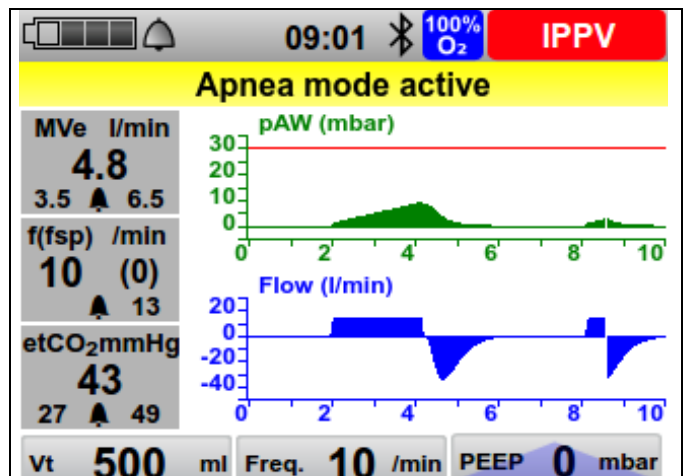 09:01 100% O₂ IPPV
Apnea mode active
MVe l/min
4.8
3.5 6.5
f(fsp) /min
10 (0)
13
etCO₂mmHg
43
27 49
pAW (mbar)
30
20
10
0
0 2 4 6 8 10
Flow (l/min)
20
0
-20
-40
0 2 4 6 8 10
Vt 500 ml Freq. 10 /min PEEP 0 mbar